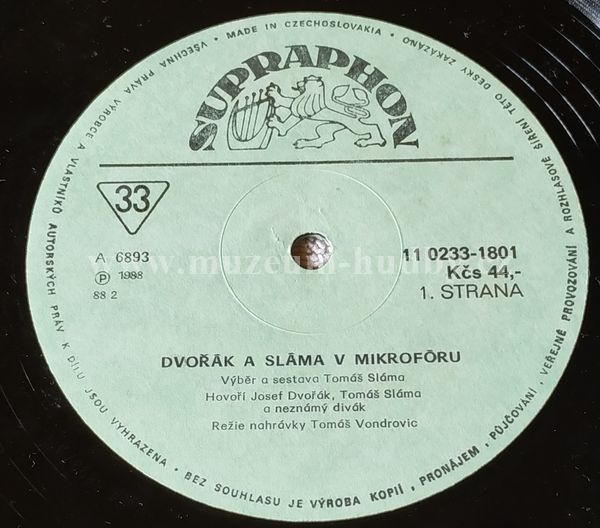 VŠECHNA PRÁVA VÝROBCE A VLASTNÍKŮ AUTORSKÝCH PRÁV K DÍLU JSOU VYHRAZENA · BEZ SOUHLASU JE VÝROBA KOPIÍ, PRONÁJEM, PŮJČOVÁNÍ, VEŘEJNÉ PROVOZOVÁNÍ A ROZHLASOVÉ ŠÍŘENÍ TÉTO DESKY ZAKÁZÁNO · MADE IN CZECHOSLOVAKIA ·
SUPRAPHON
33
A 6893
Ⓟ 1988
88 2
11 0233-1801
Kčs 44,-
1. STRANA
DVOŘÁK A SLÁMA V MIKROFÓRU
Výběr a sestava Tomáš Sláma
Hovoří Josef Dvořák, Tomáš Sláma
a neznámý divák
Režie nahrávky Tomáš Vondrovic